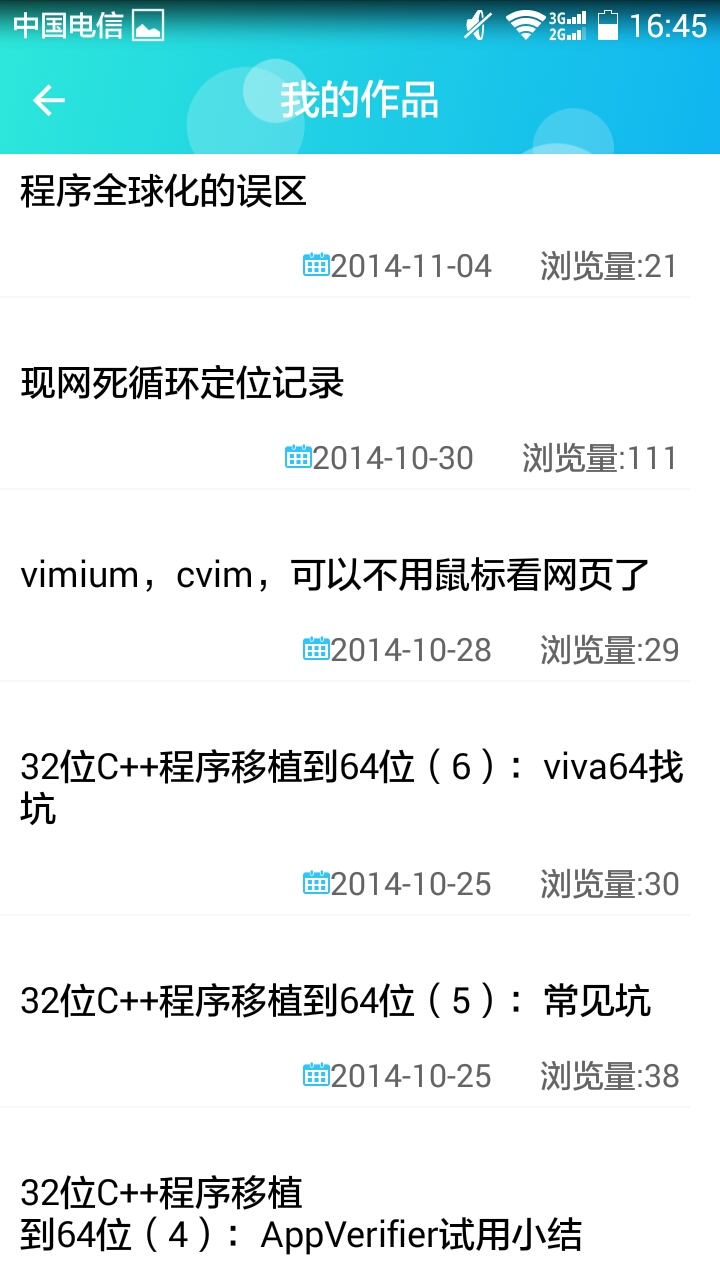 中国电信 3G 2G 16:45
我的作品
程序全球化的误区
2014-11-04 浏览量:21
现网死循环定位记录
2014-10-30 浏览量:111
vimium，cvim，可以不用鼠标看网页了
2014-10-28 浏览量:29
32位C++程序移植到64位（6）：viva64找
坑
2014-10-25 浏览量:30
32位C++程序移植到64位（5）：常见坑
2014-10-25 浏览量:38
32位C++程序移植
到64位（4）：AppVerifier试用小结